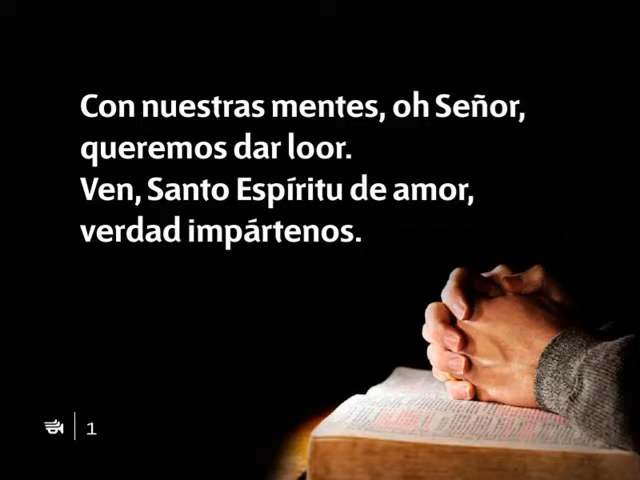 Con nuestras mentes, oh Señor,
queremos dar loor.
Ven, Santo Espíritu de amor,
verdad impártenos.
1